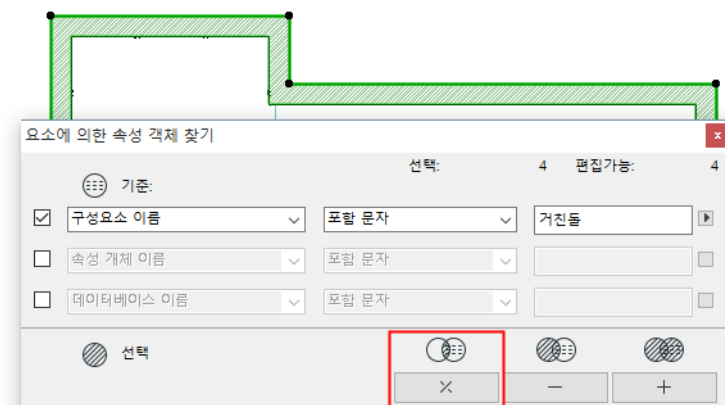 요소에 의한 속성 객체 찾기
선택: 4 편집가능: 4
기준:
구성요소 이름 포함 문자 거친돌
속성 개체 이름 포함 문자
데이터베이스 이름 포함 문자
선택